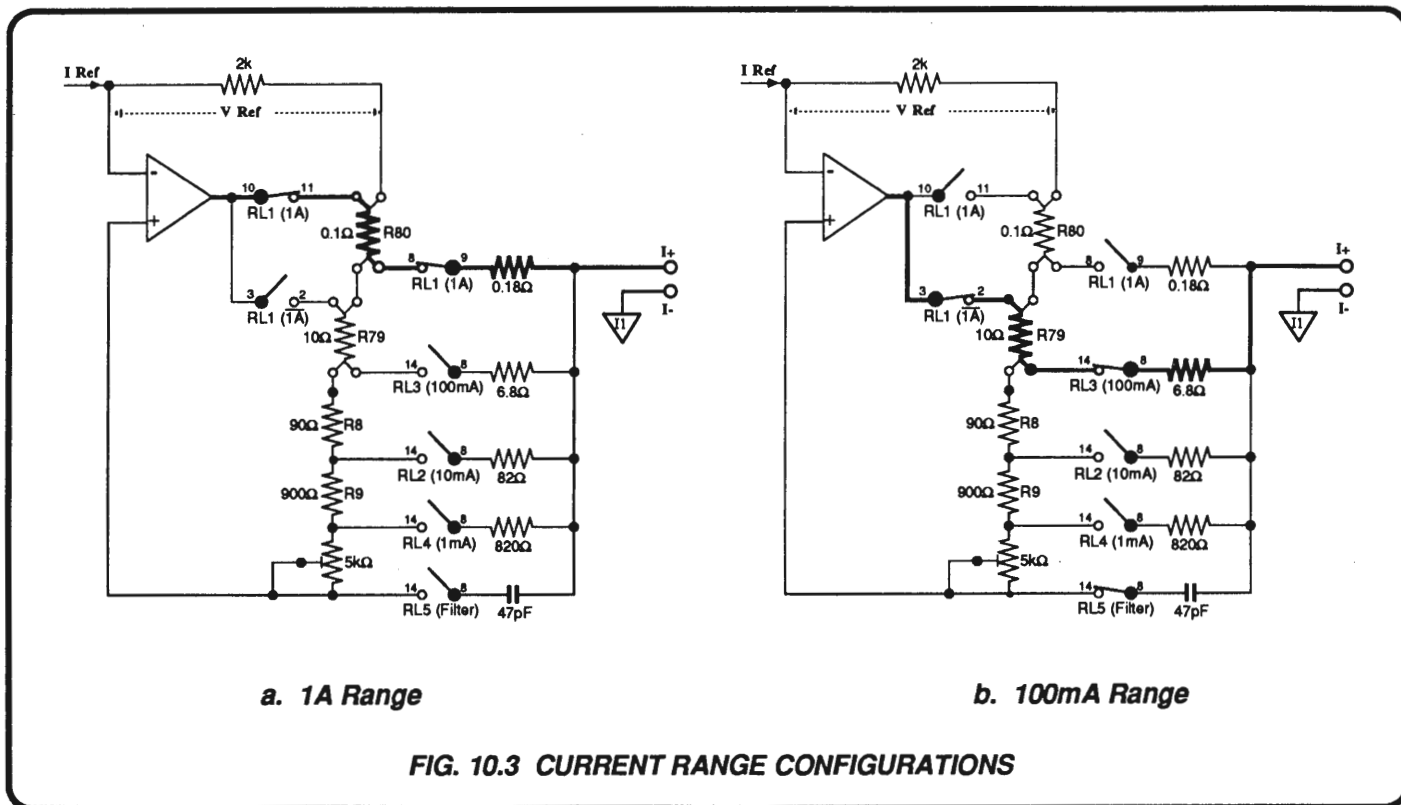 I Ref
2k
V Ref
-
+
10
11
RL1 (1A)
0.1Ω
R80
8
9
RL1 (1A)
0.18Ω
I+
I-
I1
3
2
RL1 (1A̅)
10Ω
R79
14
8
RL3 (100mA)
6.8Ω
90Ω
R8
14
8
RL2 (10mA)
82Ω
900Ω
R9
14
8
RL4 (1mA)
820Ω
5kΩ
14
8
RL5 (Filter)
47pF
a. 1A Range
I Ref
2k
V Ref
-
+
10
11
RL1 (1A)
0.1Ω
R80
8
9
RL1 (1A)
0.18Ω
I+
I-
I1
3
2
RL1 (1A̅)
10Ω
R79
14
8
RL3 (100mA)
6.8Ω
90Ω
R8
14
8
RL2 (10mA)
82Ω
900Ω
R9
14
8
RL4 (1mA)
820Ω
5kΩ
14
8
RL5 (Filter)
47pF
b. 100mA Range
FIG. 10.3 CURRENT RANGE CONFIGURATIONS